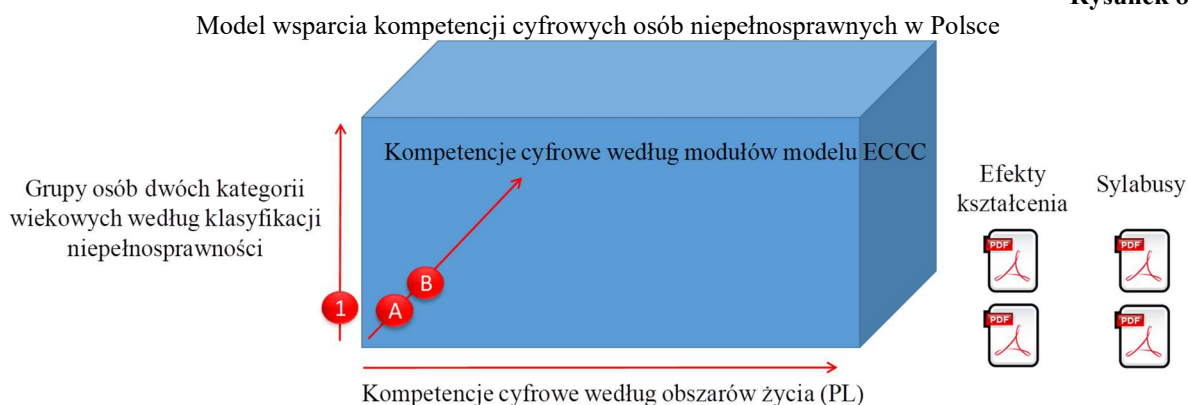 Rysunek 8
Model wsparcia kompetencji cyfrowych osób niepełnosprawnych w Polsce
Kompetencje cyfrowe według modułów modelu ECCC
Grupy osób dwóch kategorii
wiekowych według klasyfikacji
niepełnosprawności
1
A
B
Efekty
kształcenia
Sylabusy
PDF
PDF
PDF
PDF
Kompetencje cyfrowe według obszarów życia (PL)